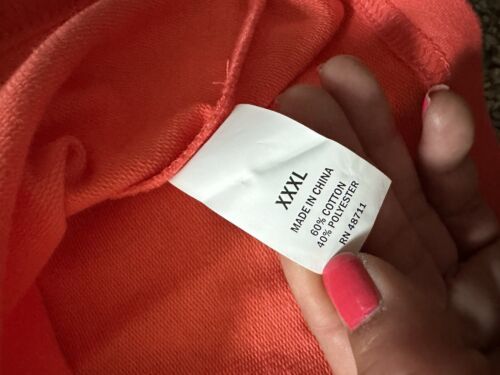 XXXL
MADE IN CHINA
60% COTTON
40% POLYESTER
RN 48711